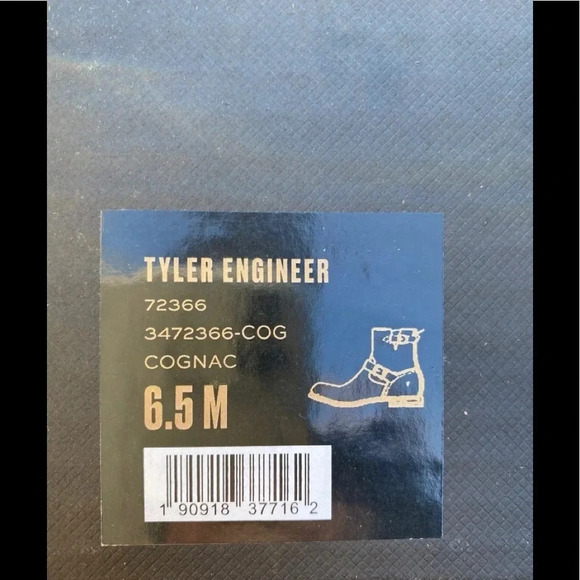 TYLER ENGINEER
72366
3472366-COG
COGNAC
6.5 M
1 90918 37716 2